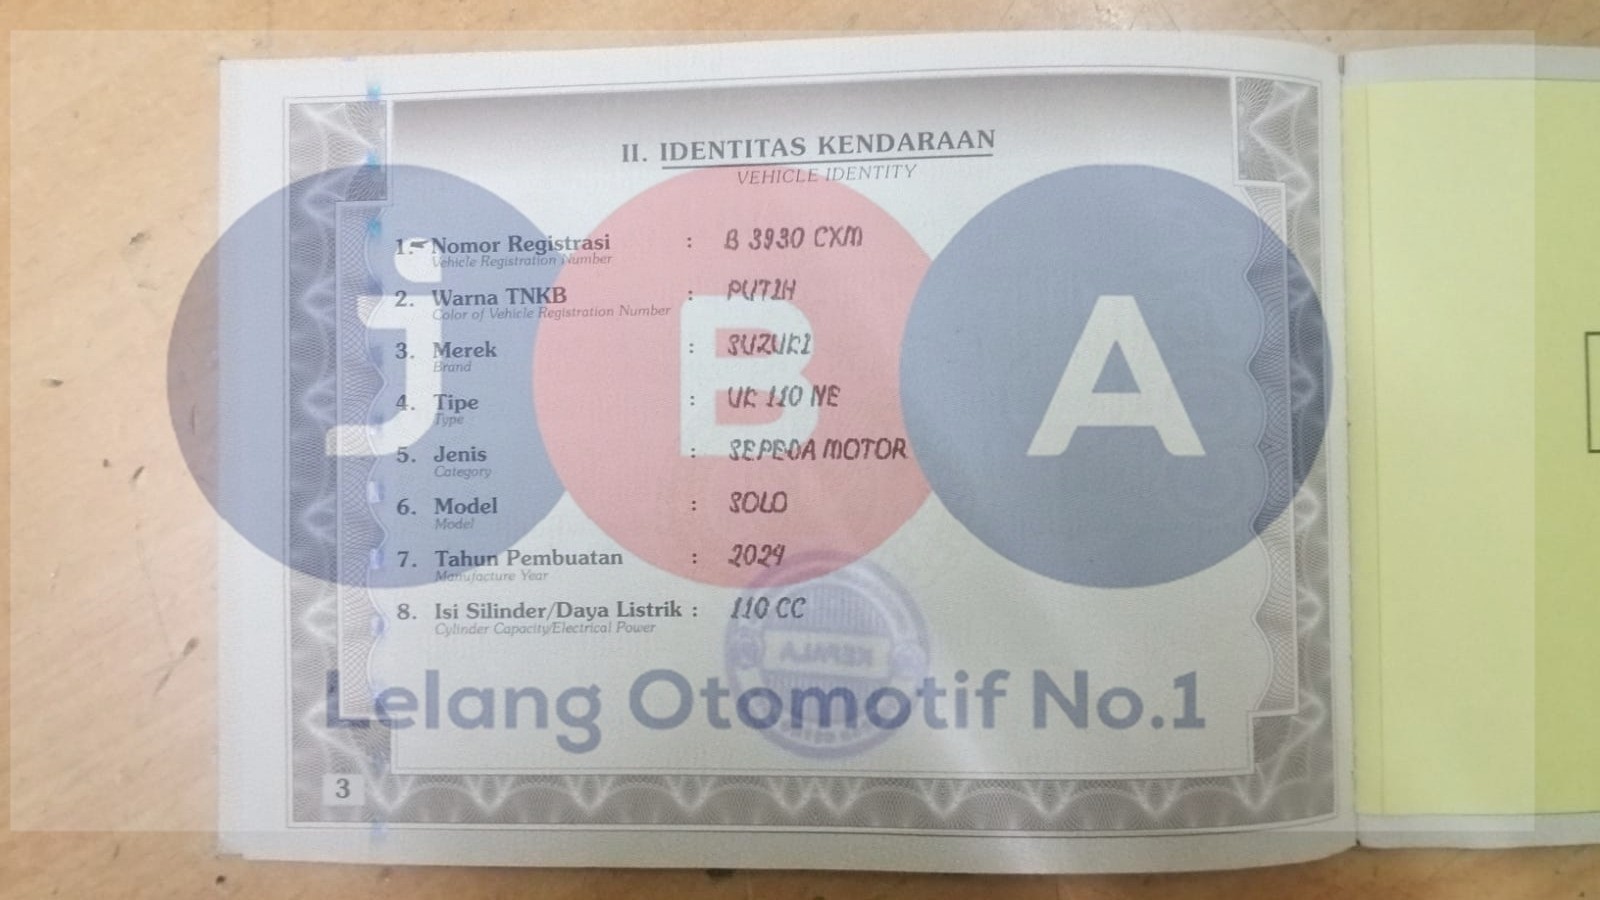 II. IDENTITAS KENDARAAN
VEHICLE IDENTITY
1. Nomor Registrasi : B 3930 CXM
Vehicle Registration Number
2. Warna TNKB : PUTIH
Color of Vehicle Registration Number
3. Merek : SUZUKI
Brand
4. Tipe : UK 110 NE
Type
5. Jenis : SEPEDA MOTOR
Category
6. Model : SOLO
Model
7. Tahun Pembuatan : 2024
Manufacture Year
8. Isi Silinder/Daya Listrik : 110 CC
Cylinder Capacity/Electrical Power
KEPALA
jBA
Lelang Otomotif No.1
3